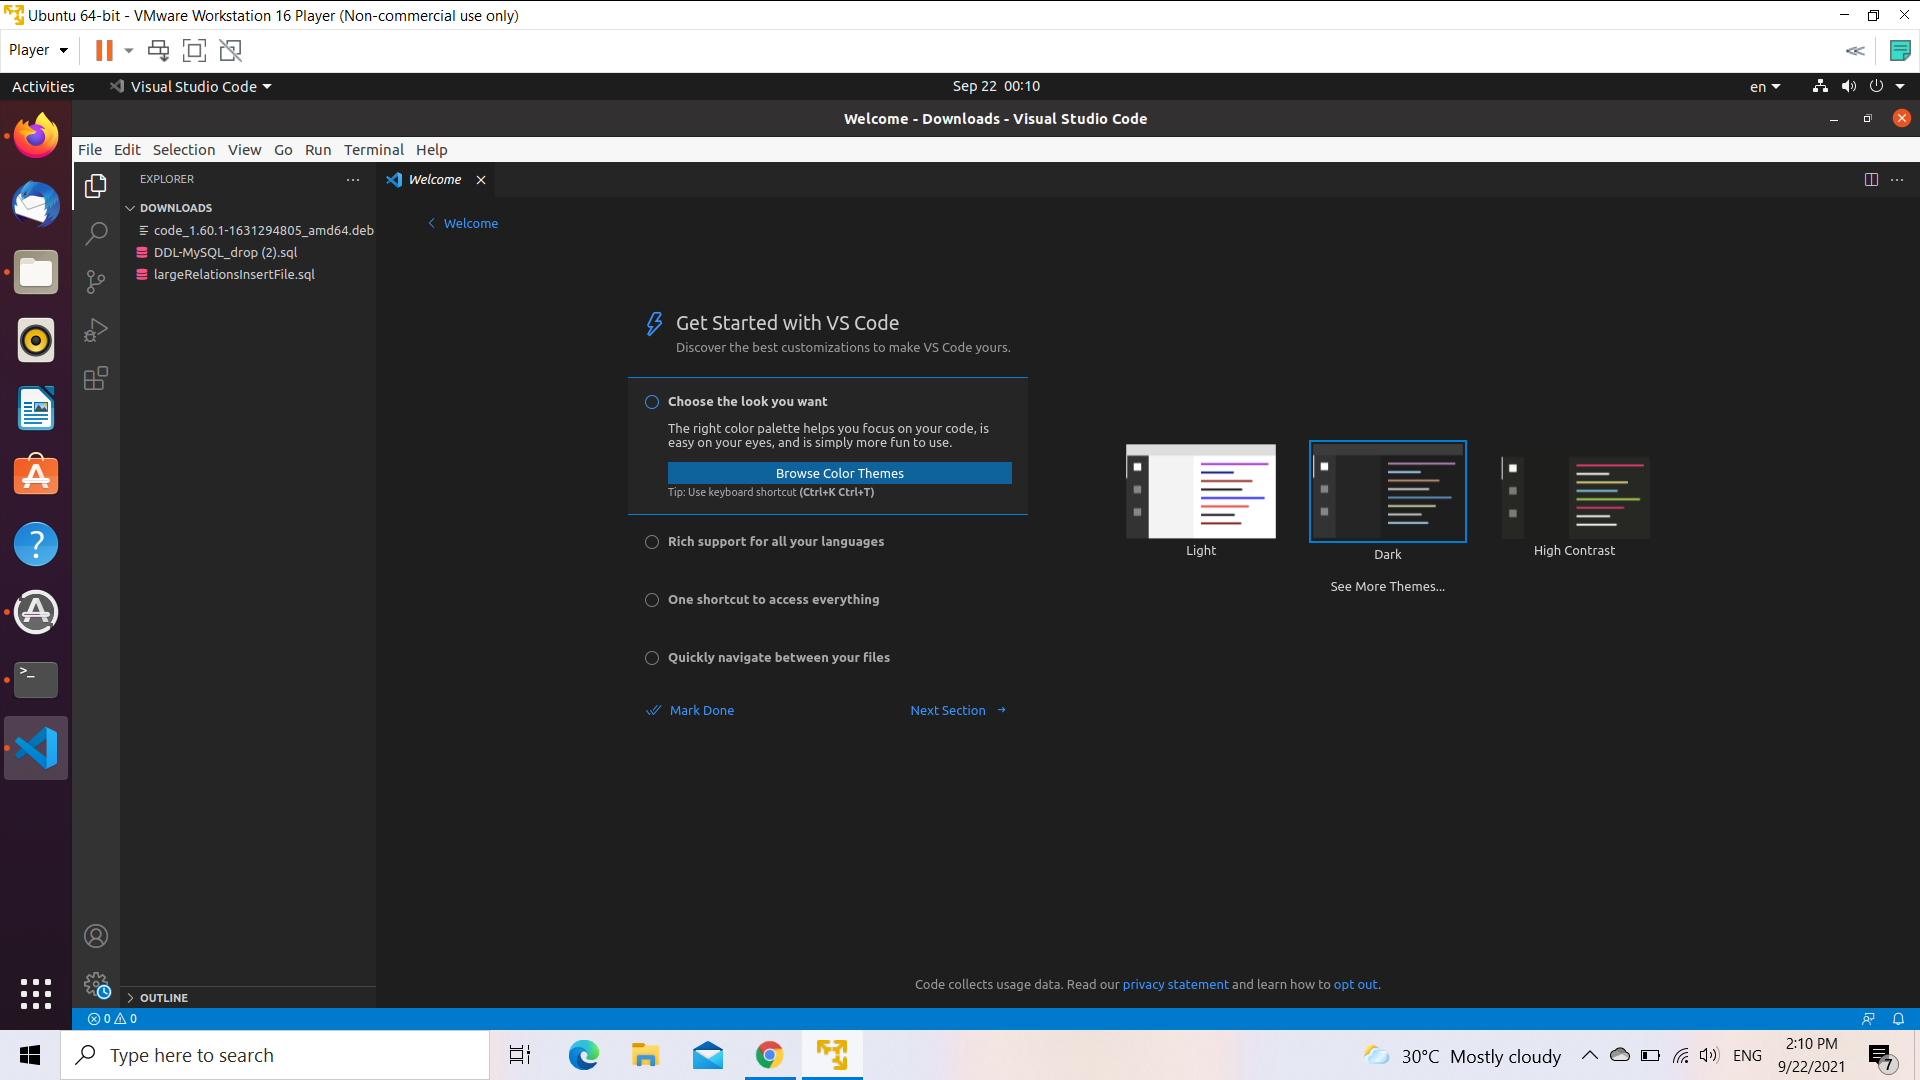 Ubuntu 64-bit - VMware Workstation 16 Player (Non-commercial use only)
Player
Activities
Visual Studio Code
Sep 22 00:10
en
Welcome - Downloads - Visual Studio Code
File Edit Selection View Go Run Terminal Help
EXPLORER
Welcome
DOWNLOADS
code_1.60.1-1631294805_amd64.deb
DDL-MySQL_drop (2).sql
largeRelationsInsertFile.sql
Welcome
Get Started with VS Code
Discover the best customizations to make VS Code yours.
Choose the look you want
The right color palette helps you focus on your code, is
easy on your eyes, and is simply more fun to use.
Browse Color Themes
Tip: Use keyboard shortcut (Ctrl+K Ctrl+T)
Rich support for all your languages
One shortcut to access everything
Quickly navigate between your files
Mark Done
Next Section
Light
Dark
High Contrast
See More Themes...
Code collects usage data. Read our privacy statement and learn how to opt out.
OUTLINE
0 0
Type here to search
30°C Mostly cloudy
ENG
2:10 PM
9/22/2021
7